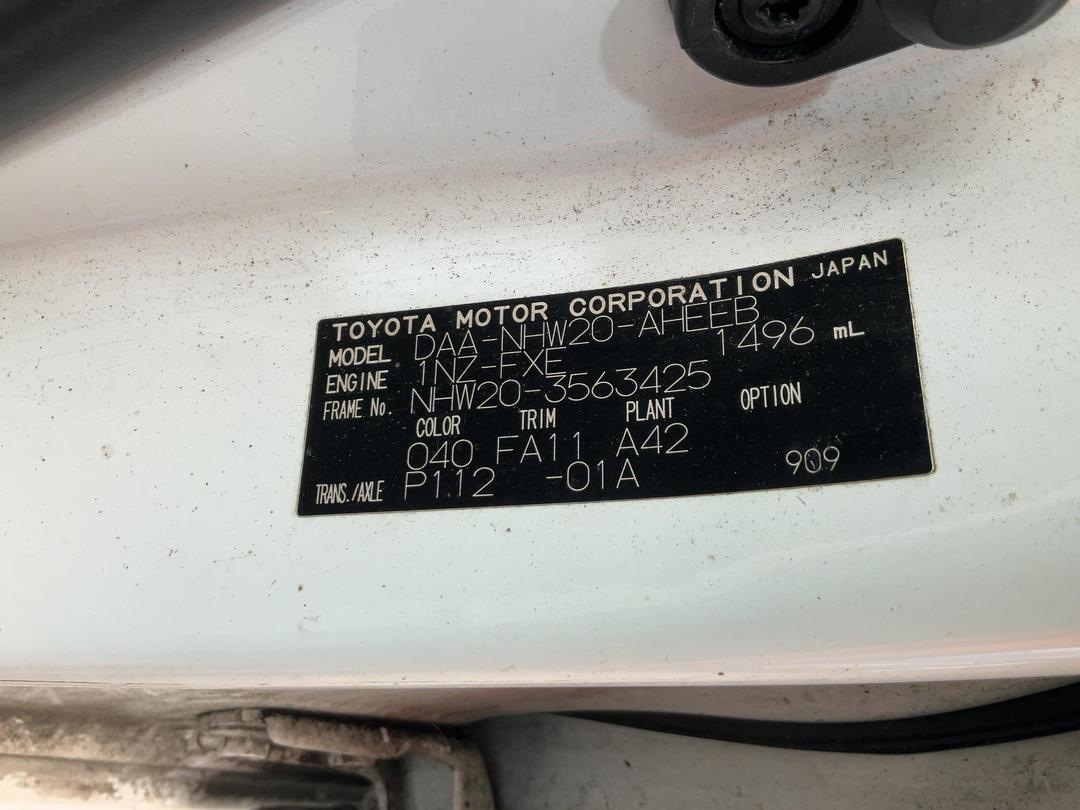 TOYOTA MOTOR CORPORATION JAPAN
MODEL DAA-NHW20-AHEEB
ENGINE 1NZ-FXE 1496 mL
FRAME No. NHW20-3563425
COLOR TRIM PLANT OPTION
040 FA11 A42
TRANS./AXLE P112 -01A 909